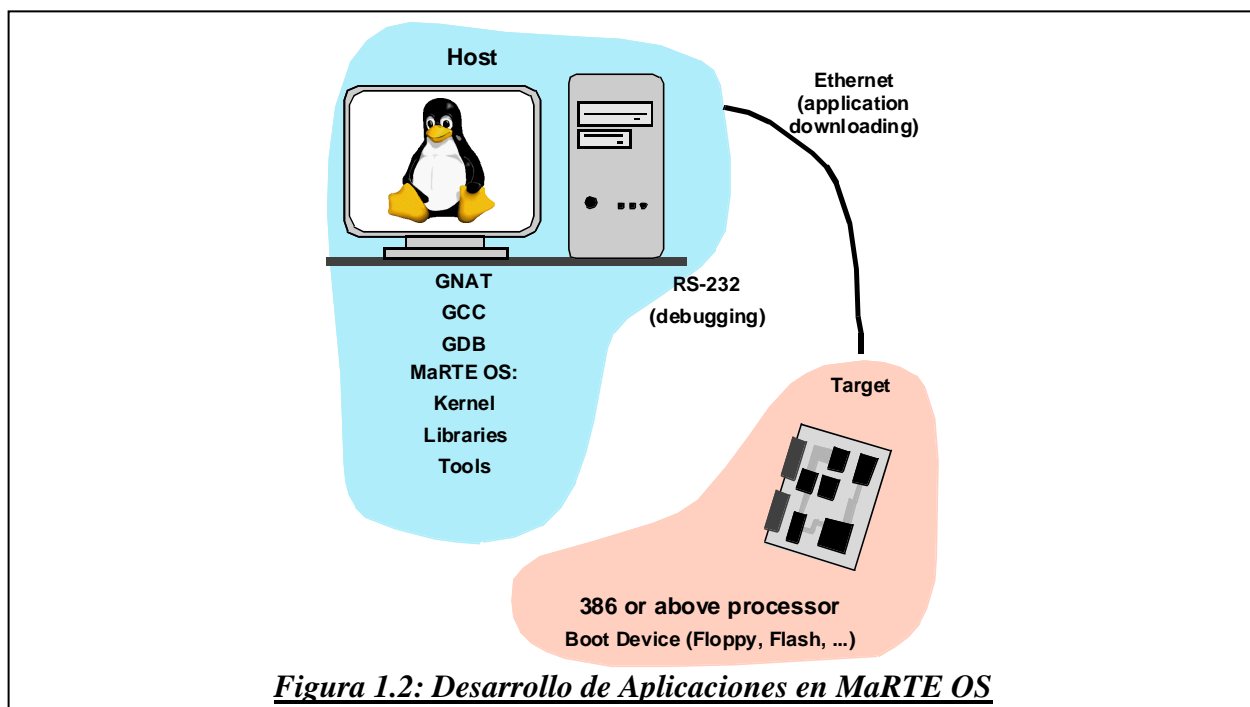 Host
Ethernet
(application
downloading)
GNAT
GCC
GDB
MaRTE OS:
Kernel
Libraries
Tools
RS-232
(debugging)
Target
386 or above processor
Boot Device (Floppy, Flash, ...)
Figura 1.2: Desarrollo de Aplicaciones en MaRTE OS